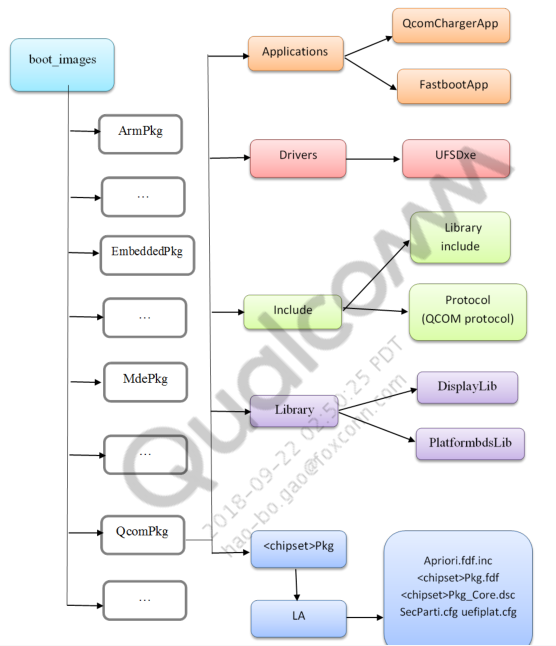 boot_images
ArmPkg
...
EmbeddedPkg
...
MdePkg
...
QcomPkg
...
Applications
QcomChargerApp
FastbootApp
Drivers
UFSDxe
Include
Library
include
Protocol
(QCOM protocol)
Library
DisplayLib
PlatformbdsLib
<chipset>Pkg
LA
Apriori.fdf.inc
<chipset>Pkg.fdf
<chipset>Pkg_Core.dsc
SecParti.cfg uefiplat.cfg
Qualcomm
2018-09-22 02:50:25 PDT
hao-bo.gao@foxconn.com